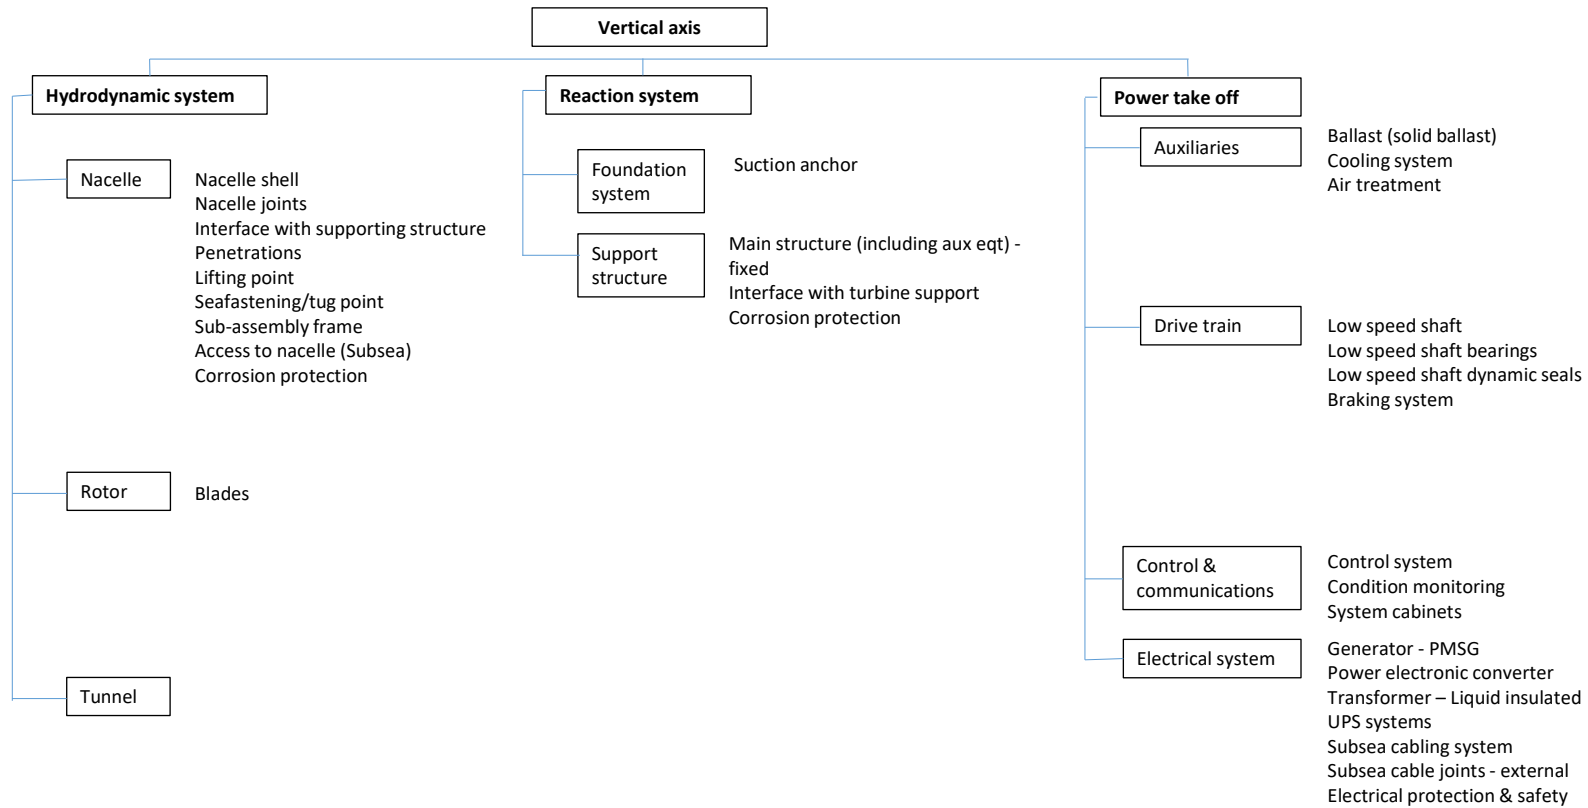 Vertical axis
Hydrodynamic system
Nacelle
Nacelle shell
Nacelle joints
Interface with supporting structure
Penetrations
Lifting point
Seafastening/tug point
Sub-assembly frame
Access to nacelle (Subsea)
Corrosion protection
Rotor
Blades
Tunnel
Reaction system
Foundation
system
Suction anchor
Support
structure
Main structure (including aux eqt) -
fixed
Interface with turbine support
Corrosion protection
Power take off
Auxiliaries
Ballast (solid ballast)
Cooling system
Air treatment
Drive train
Low speed shaft
Low speed shaft bearings
Low speed shaft dynamic seals
Braking system
Control &
communications
Control system
Condition monitoring
System cabinets
Electrical system
Generator - PMSG
Power electronic converter
Transformer – Liquid insulated
UPS systems
Subsea cabling system
Subsea cable joints - external
Electrical protection & safety